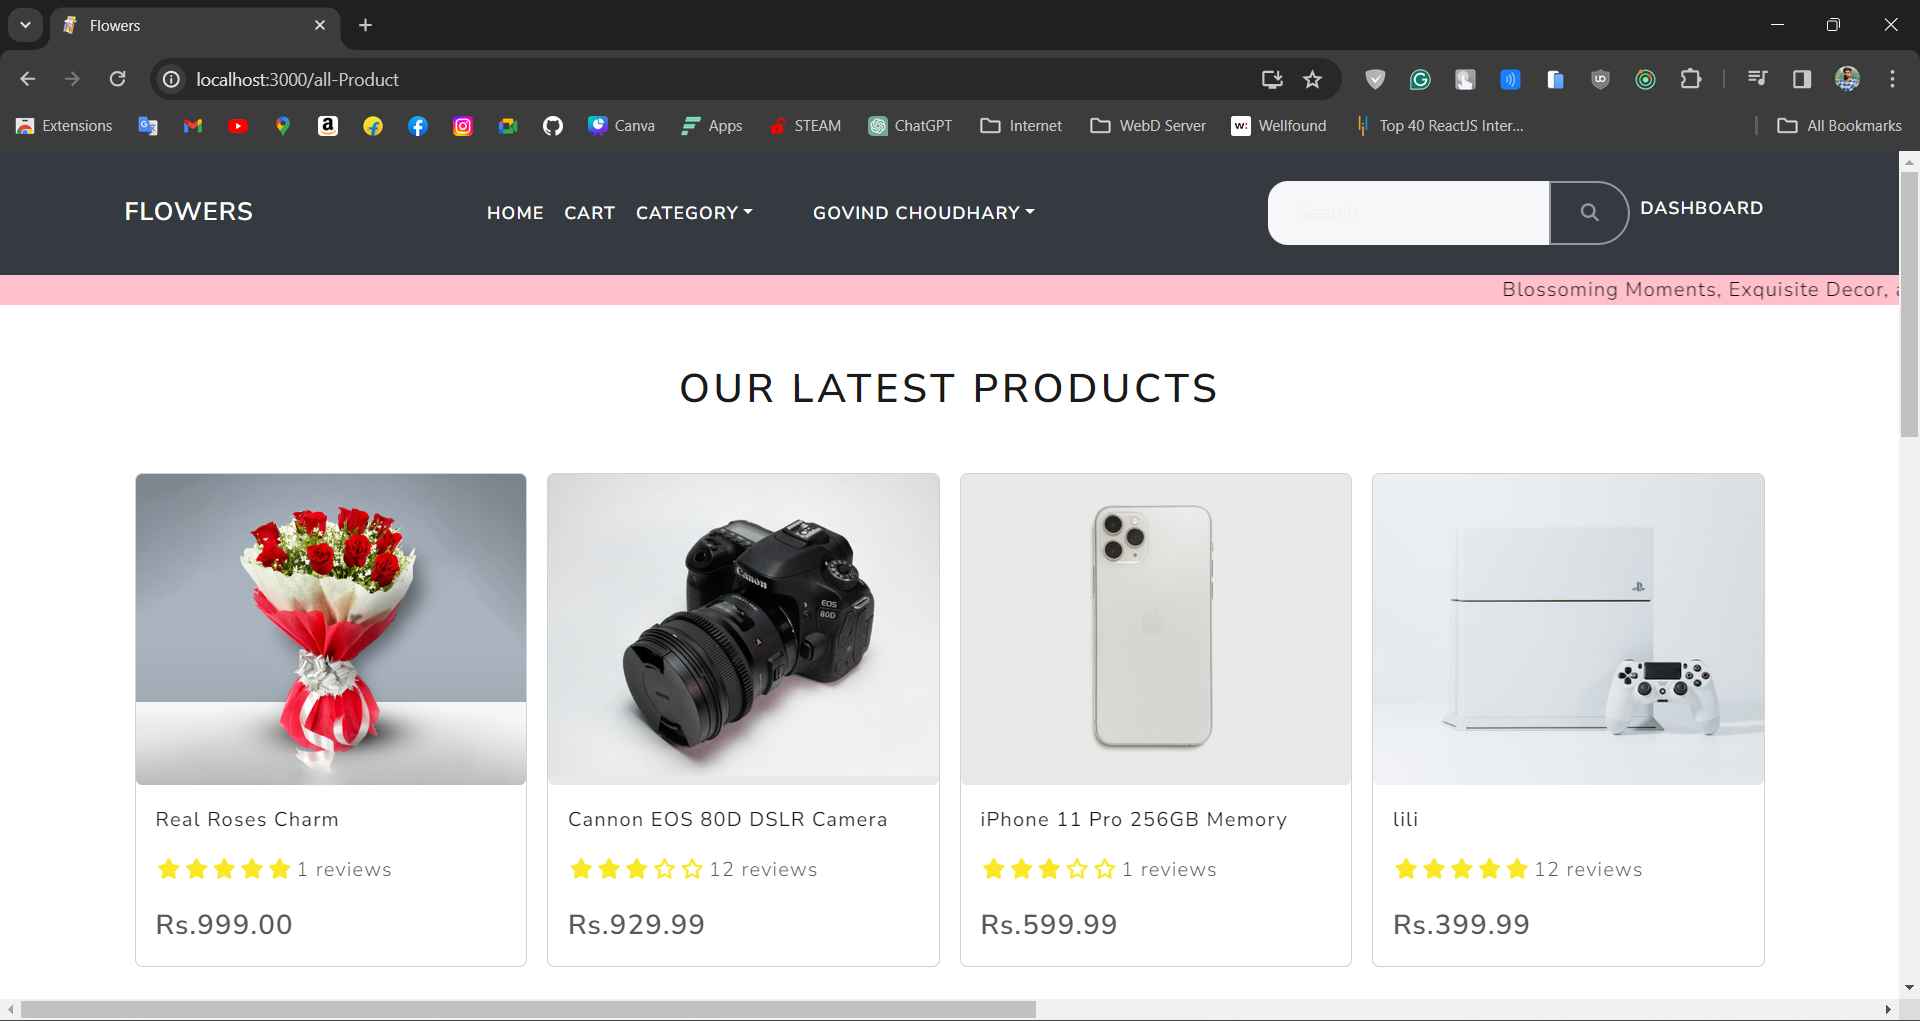 Flowers
localhost:3000/all-Product
Extensions
Canva
Apps
STEAM
ChatGPT
Internet
WebD Server
w:
Wellfound
Top 40 ReactJS Inter...
All Bookmarks
FLOWERS
HOME
CART
CATEGORY
GOVIND CHOUDHARY
Search
DASHBOARD
Blossoming Moments, Exquisite Decor,
OUR LATEST PRODUCTS
Canon
EOS
80D
Real Roses Charm
Cannon EOS 80D DSLR Camera
iPhone 11 Pro 256GB Memory
lili
1 reviews
12 reviews
1 reviews
12 reviews
Rs.999.00
Rs.929.99
Rs.599.99
Rs.399.99